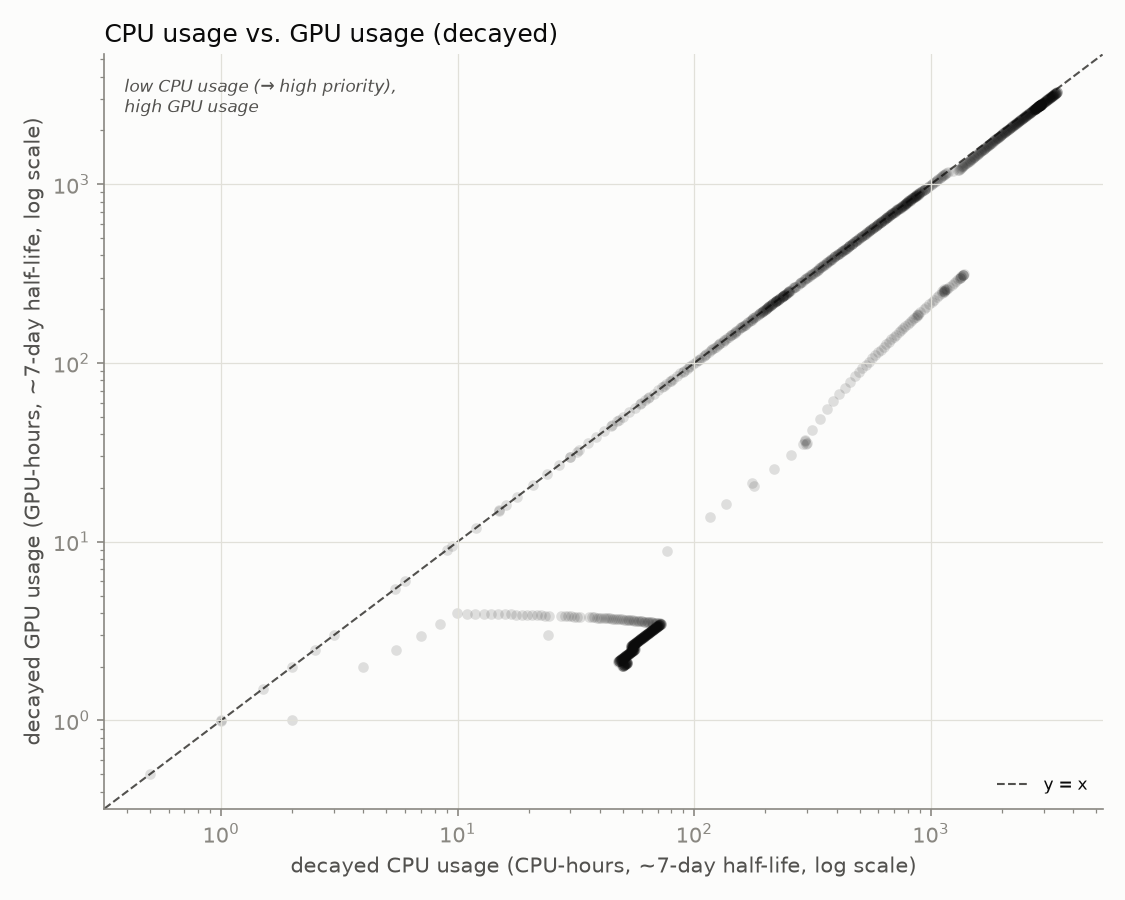 CPU usage vs. GPU usage (decayed)
low CPU usage (→ high priority),
high GPU usage
decayed GPU usage (GPU-hours, ~7-day half-life, log scale)
10³
10²
10¹
10⁰
y = x
10⁰ 10¹ 10² 10³
decayed CPU usage (CPU-hours, ~7-day half-life, log scale)